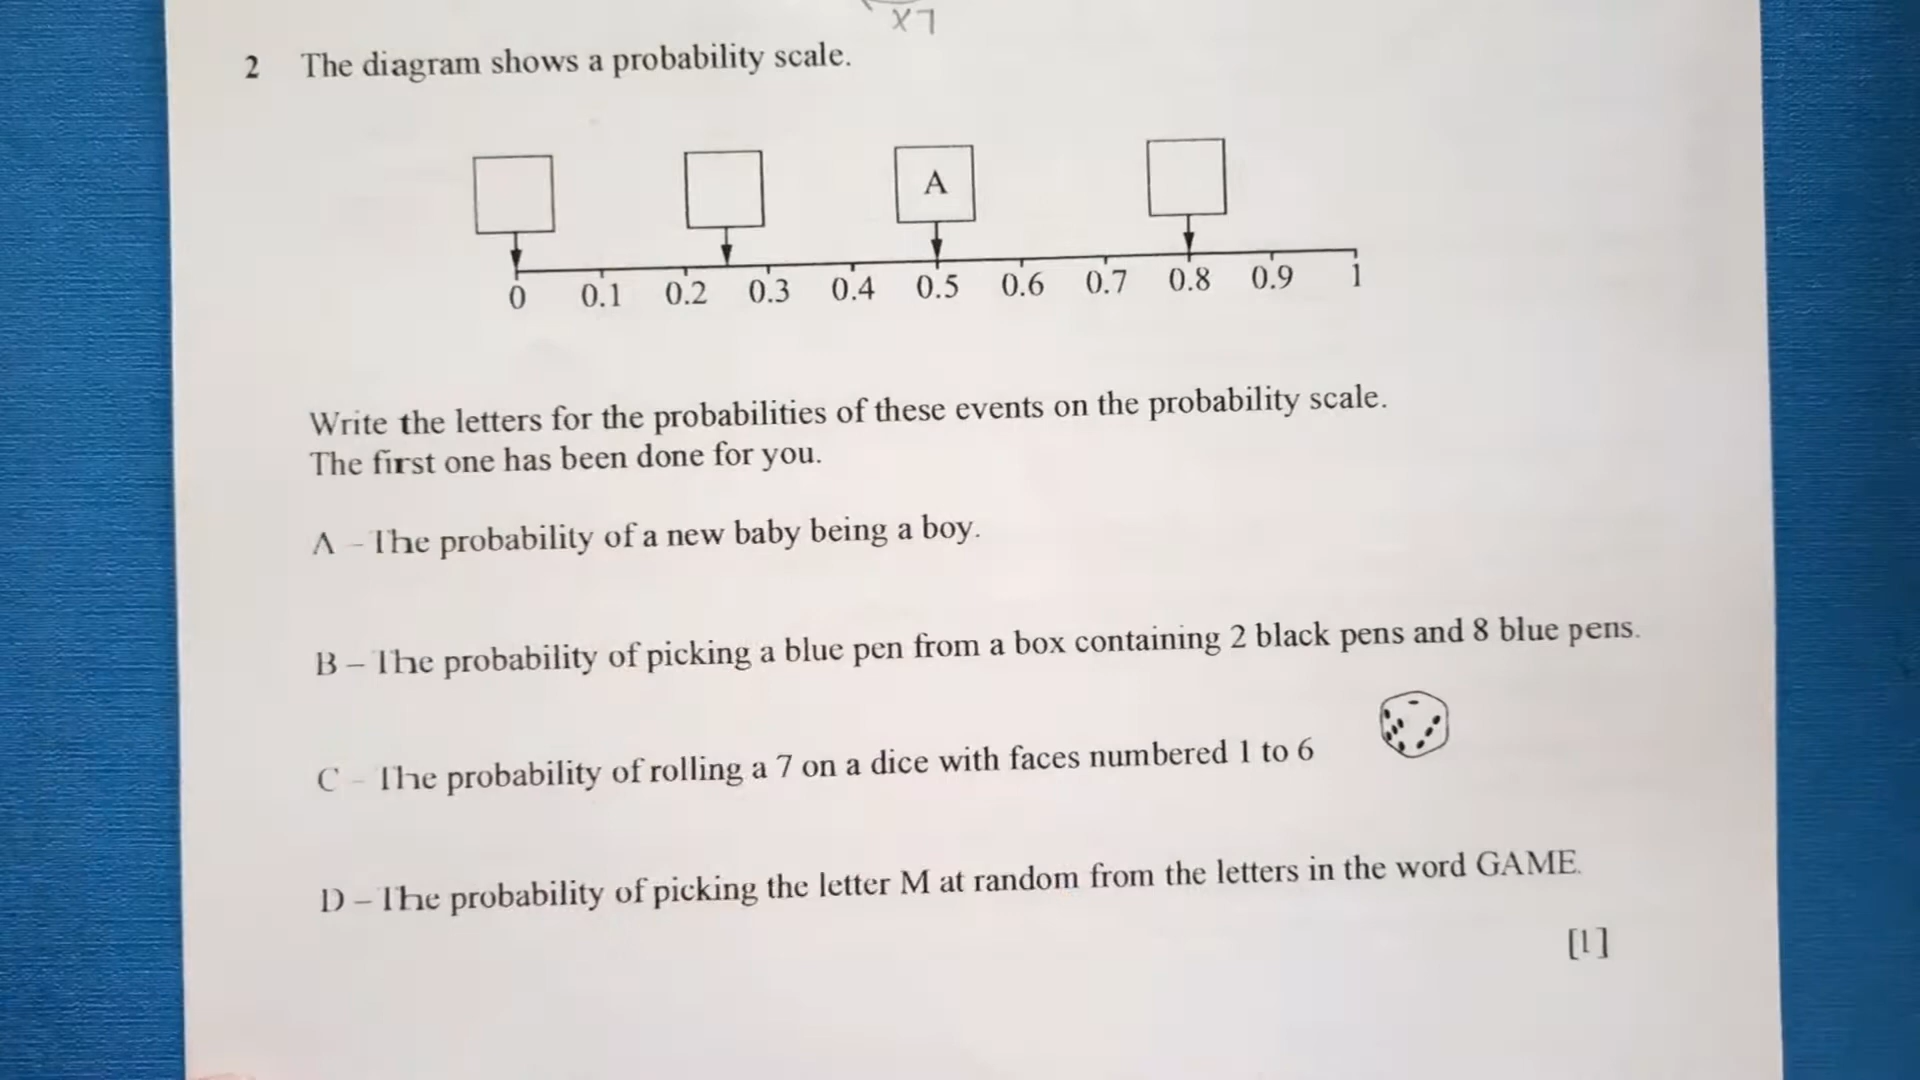 x7
2 The diagram shows a probability scale.
A
0 0.1 0.2 0.3 0.4 0.5 0.6 0.7 0.8 0.9 1
Write the letters for the probabilities of these events on the probability scale.
The first one has been done for you.
A – The probability of a new baby being a boy.
B – The probability of picking a blue pen from a box containing 2 black pens and 8 blue pens.
C – The probability of rolling a 7 on a dice with faces numbered 1 to 6
D – The probability of picking the letter M at random from the letters in the word GAME.
[1]